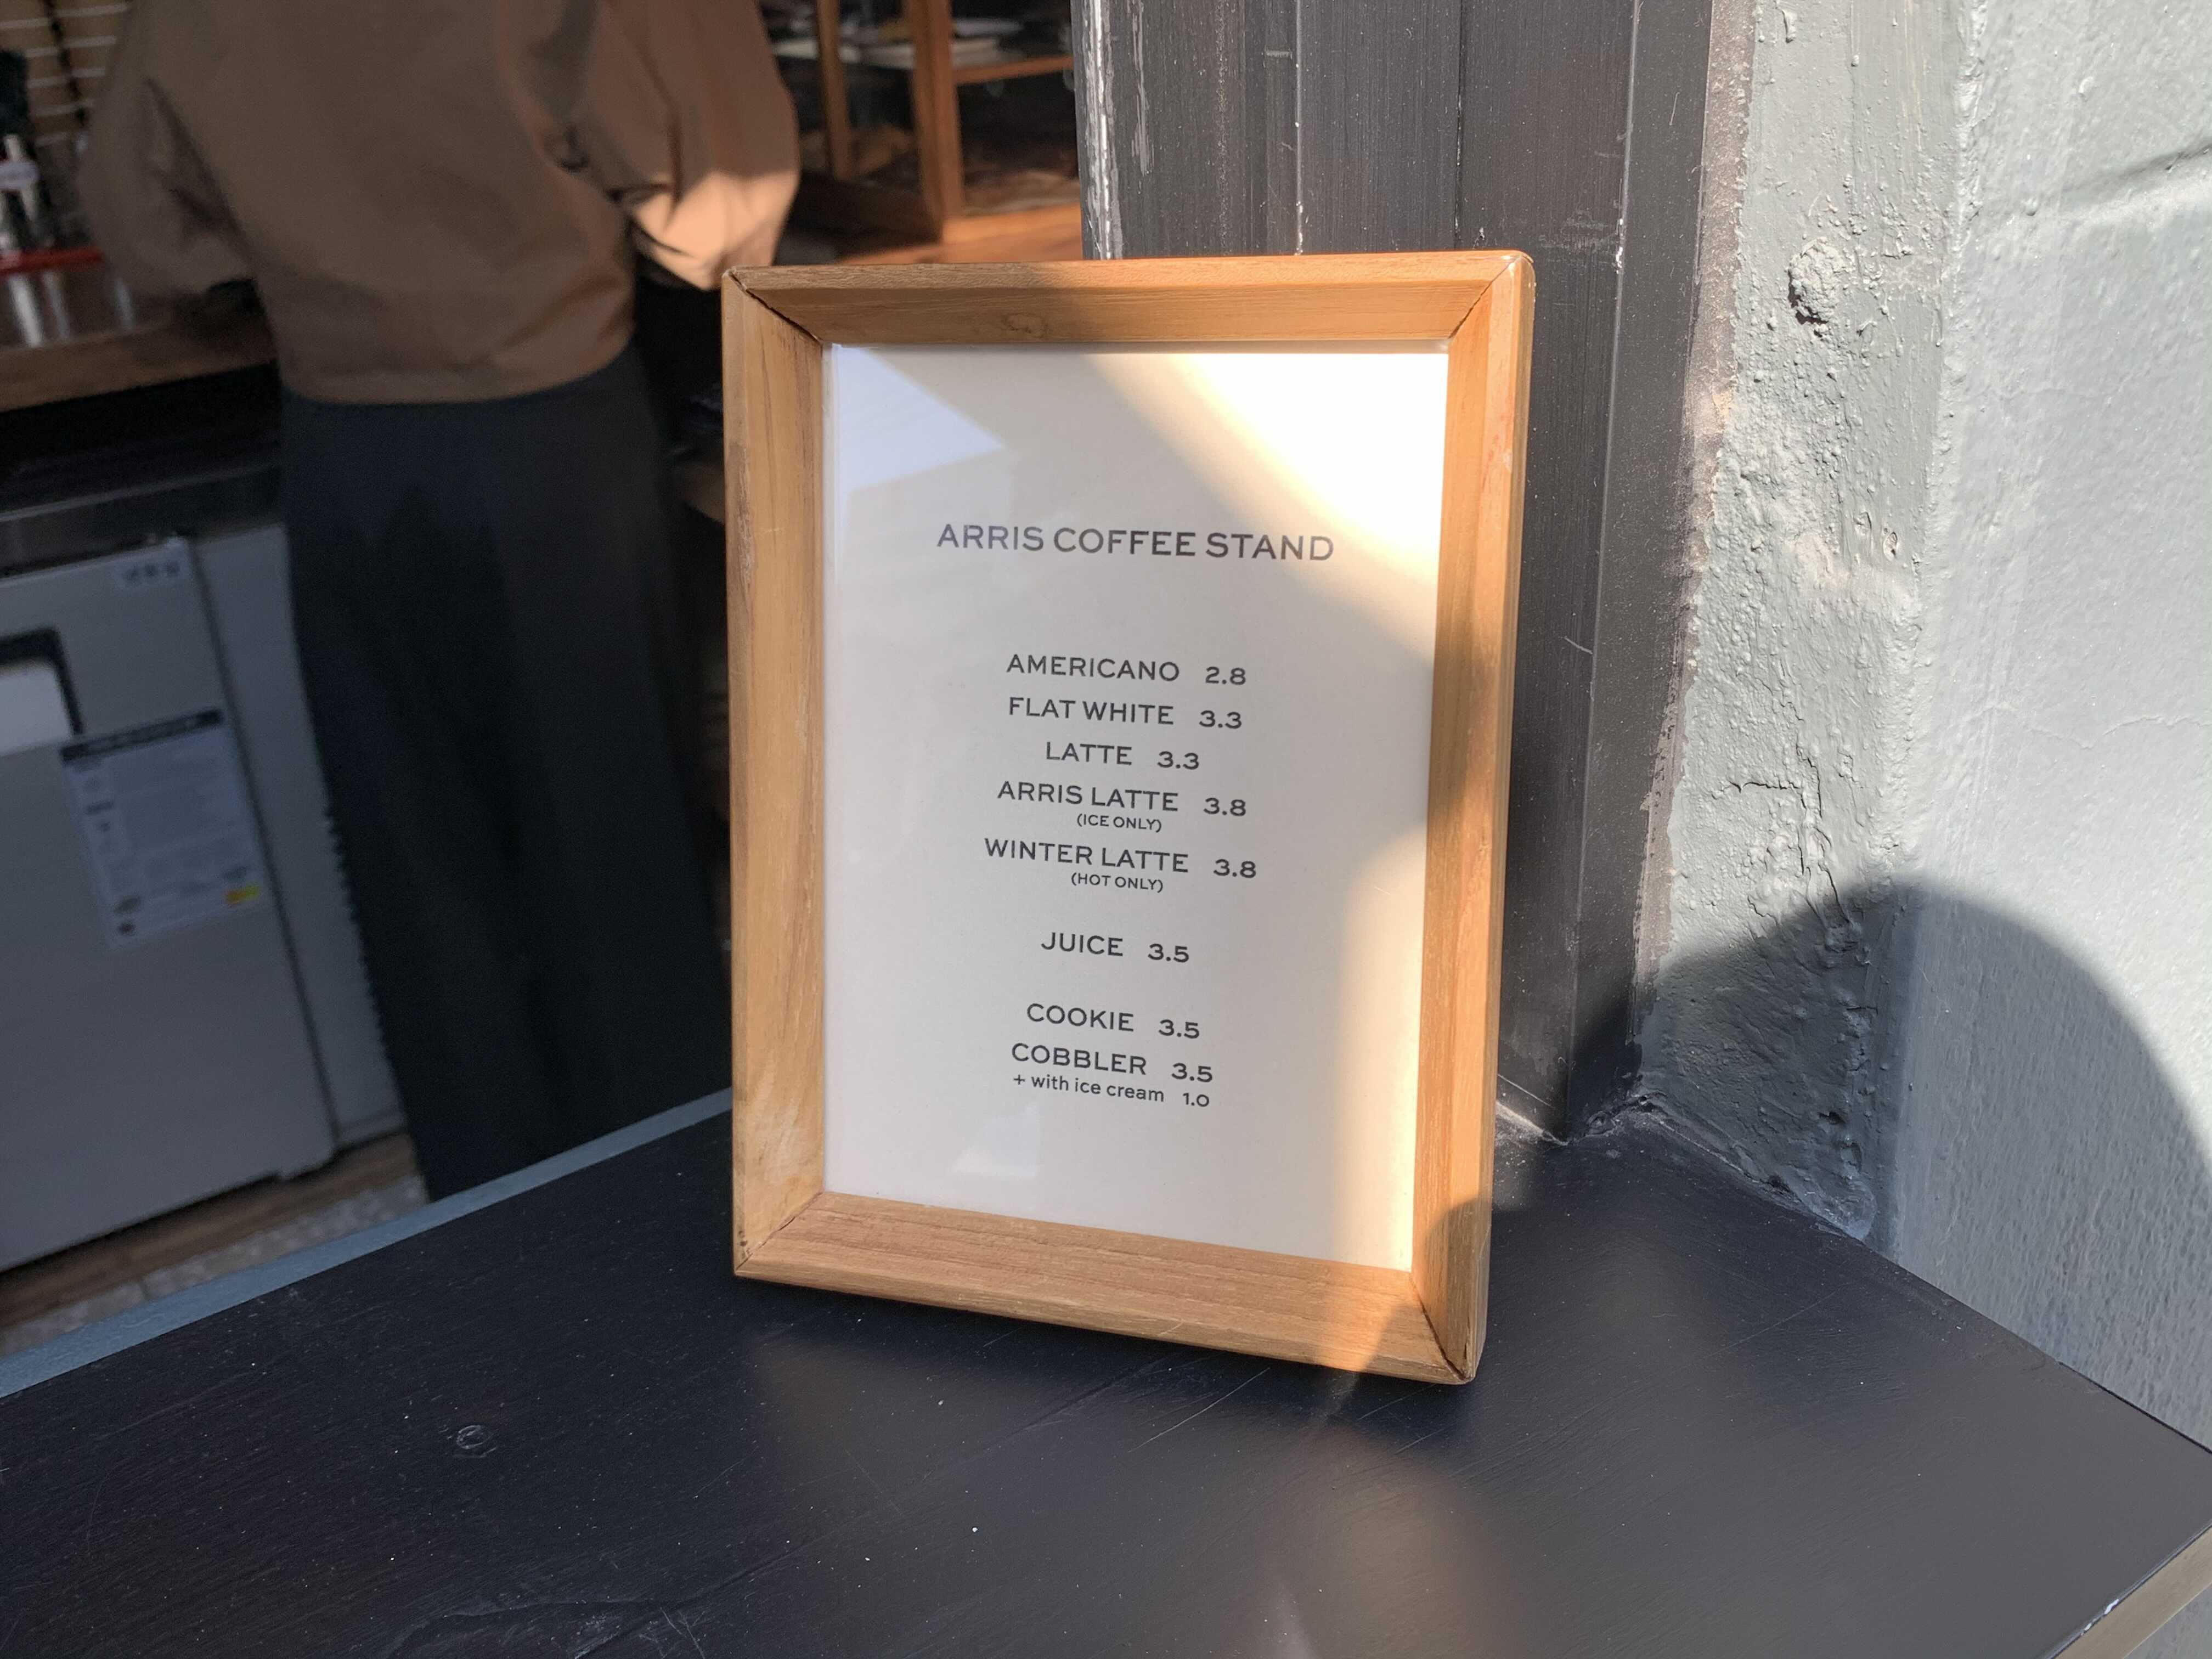 ARRIS COFFEE STAND
AMERICANO 2.8
FLAT WHITE 3.3
LATTE 3.3
ARRIS LATTE 3.8
(ICE ONLY)
WINTER LATTE 3.8
(HOT ONLY)
JUICE 3.5
COOKIE 3.5
COBBLER 3.5
+ with ice cream 1.0